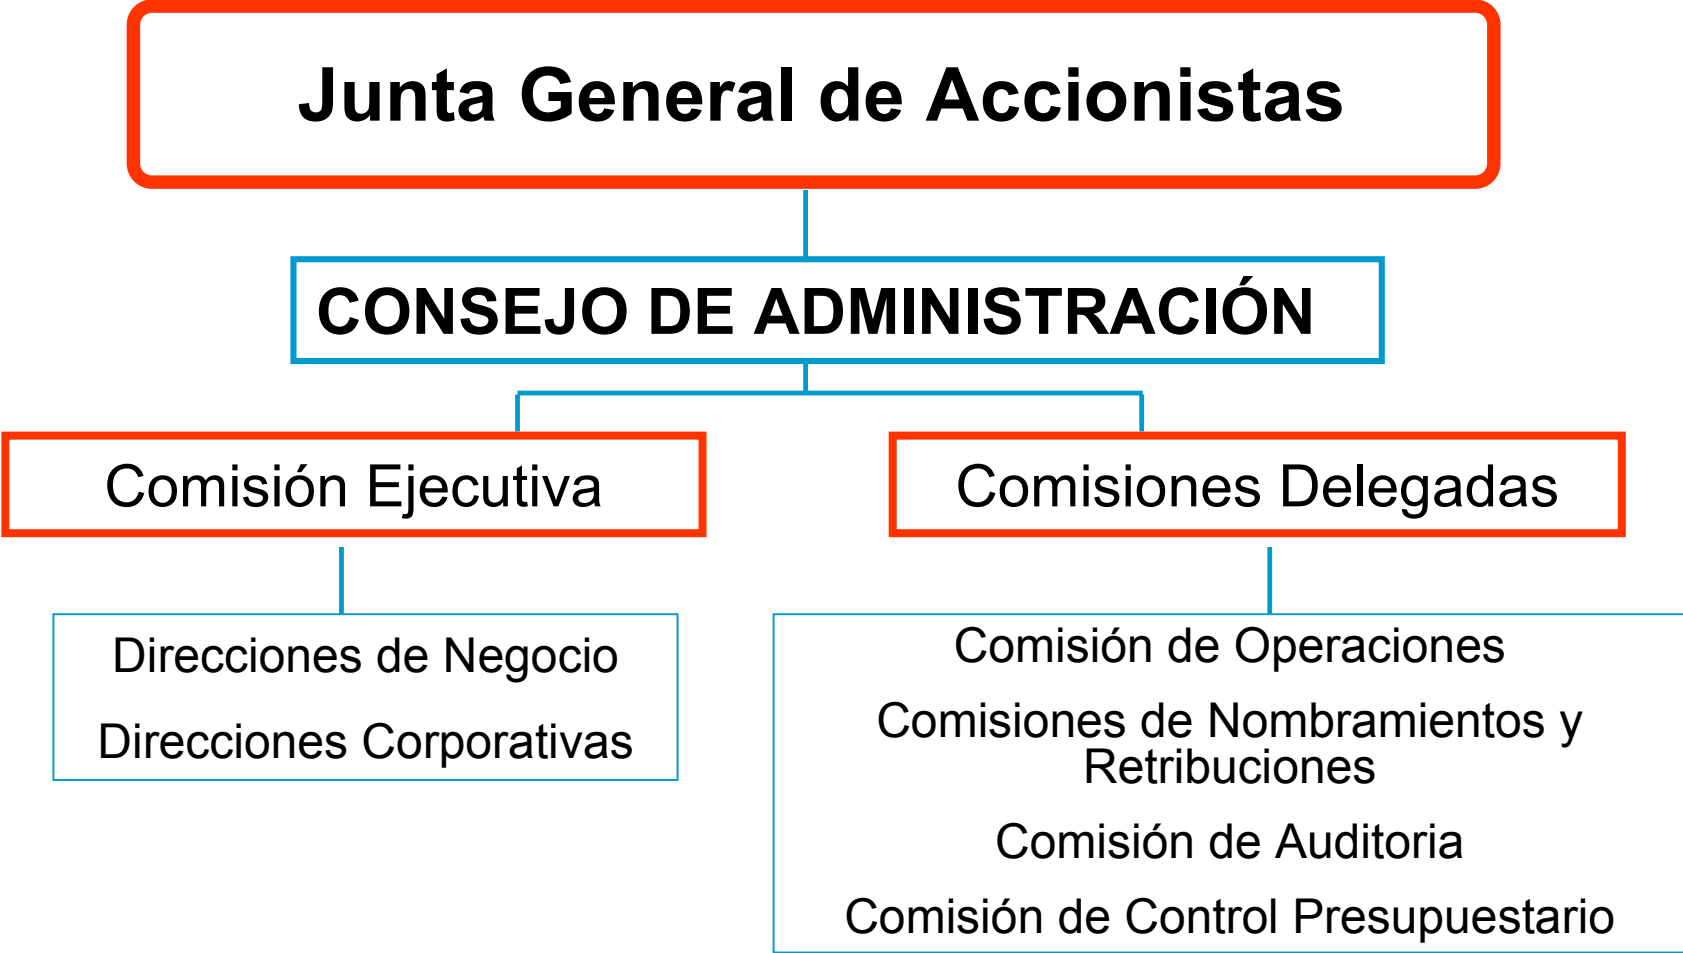 Junta General de Accionistas
CONSEJO DE ADMINISTRACIÓN
Comisión Ejecutiva
Comisiones Delegadas
Direcciones de Negocio
Direcciones Corporativas
Comisión de Operaciones
Comisiones de Nombramientos y
Retribuciones
Comisión de Auditoria
Comisión de Control Presupuestario